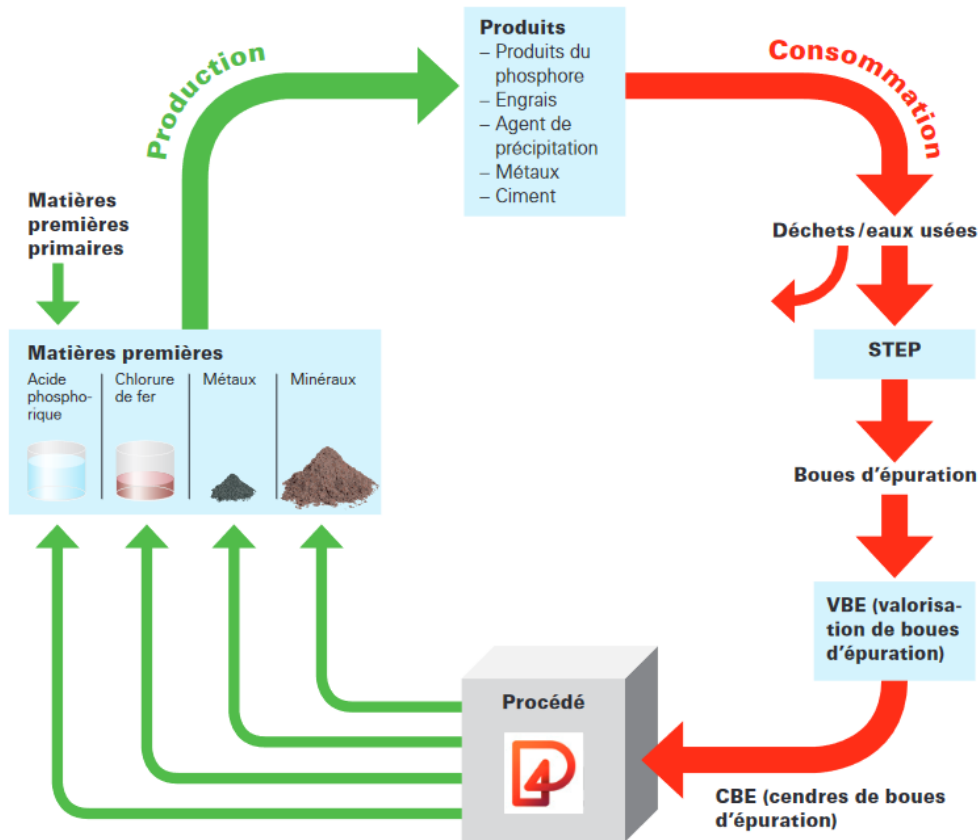 Production
Produits
– Produits du
phosphore
– Engrais
– Agent de
précipitation
– Métaux
– Ciment
Consommation
Matières
premières
primaires
Déchets/eaux usées
Matières premières
Acide
phospho-
rique
Chlorure
de fer
Métaux
Minéraux
STEP
Boues d'épuration
VBE (valorisa-
tion de boues
d'épuration)
Procédé
P4
CBE (cendres de boues
d'épuration)